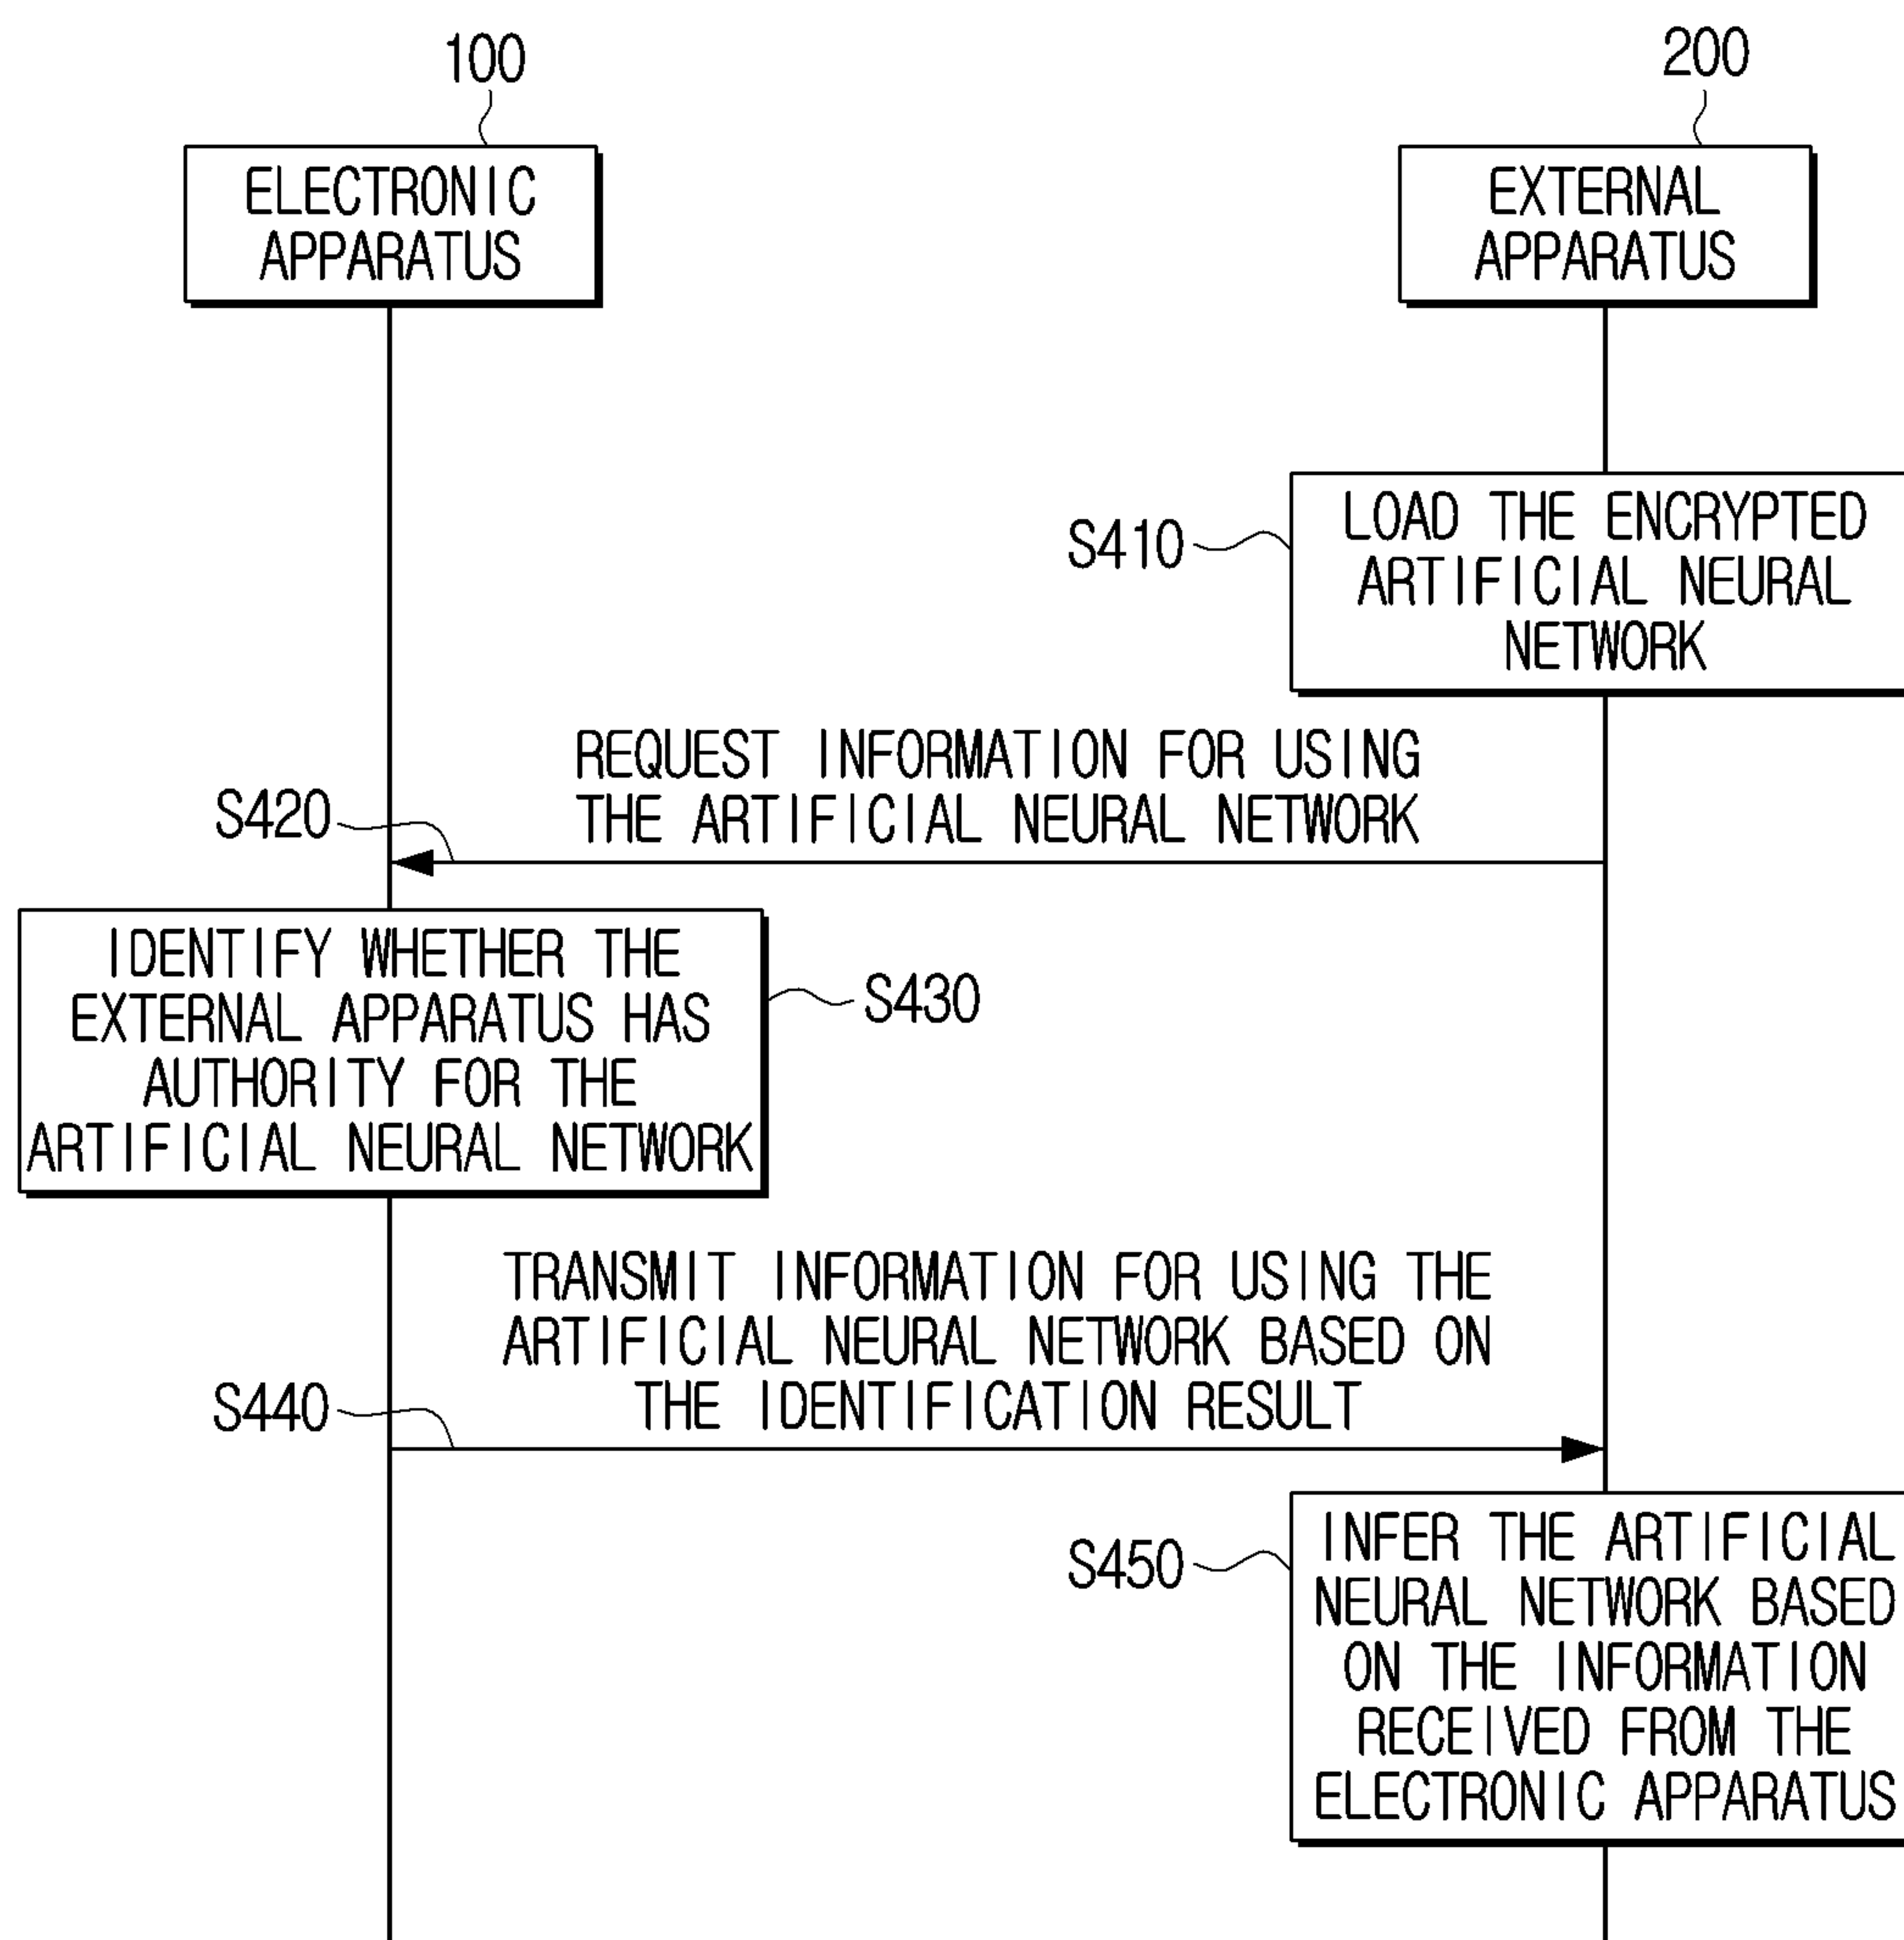 100
200
ELECTRONIC
APPARATUS
EXTERNAL
APPARATUS
S410
LOAD THE ENCRYPTED
ARTIFICIAL NEURAL
NETWORK
REQUEST INFORMATION FOR USING
THE ARTIFICIAL NEURAL NETWORK
S420
IDENTIFY WHETHER THE
EXTERNAL APPARATUS HAS
AUTHORITY FOR THE
ARTIFICIAL NEURAL NETWORK
S430
TRANSMIT INFORMATION FOR USING THE
ARTIFICIAL NEURAL NETWORK BASED ON
THE IDENTIFICATION RESULT
S440
S450
INFER THE ARTIFICIAL
NEURAL NETWORK BASED
ON THE INFORMATION
RECEIVED FROM THE
ELECTRONIC APPARATUS